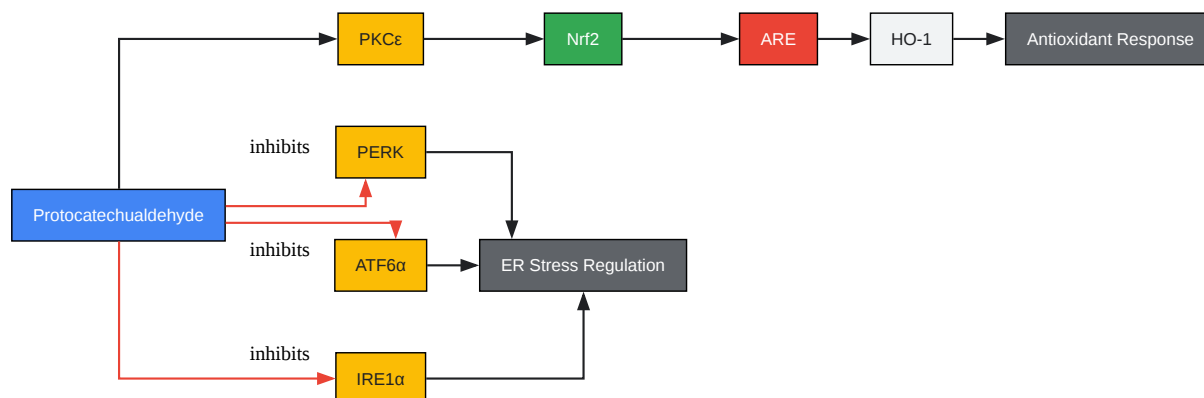 PKCε
Nrf2
ARE
HO-1
Antioxidant Response
inhibits
PERK
Protocatechualdehyde
inhibits
ATF6α
ER Stress Regulation
inhibits
IRE1α